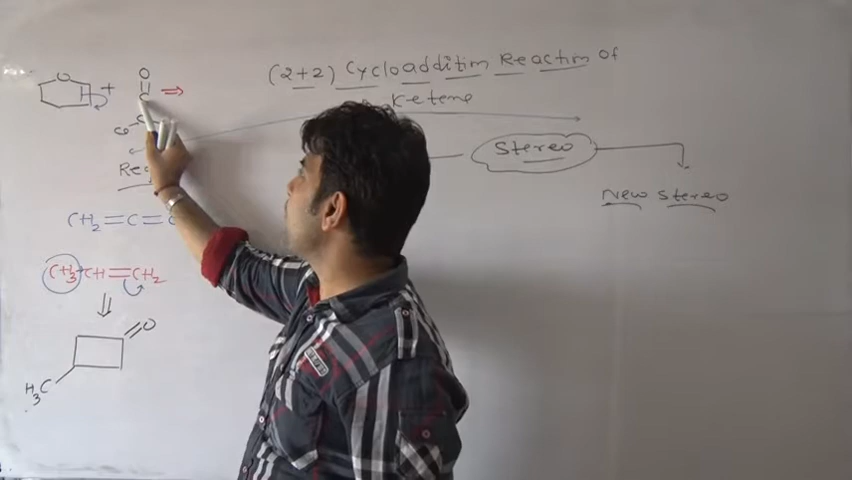 (2+2) Cycloaddition Reaction of
Ketene
O + O
C
Stereo
New stereo
CH2=C=C
CH3-CH=CH2
O
H3C